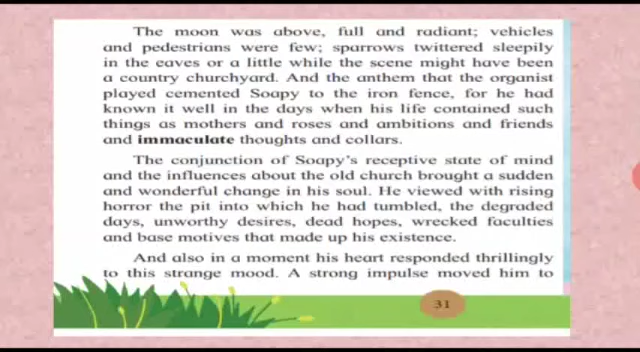 The moon was above, full and radiant; vehicles
and pedestrians were few; sparrows twittered sleepily
in the eaves or a little while the scene might have been
a country churchyard. And the anthem that the organist
played cemented Soapy to the iron fence, for he had
known it well in the days when his life contained such
things as mothers and roses and ambitions and friends
and immaculate thoughts and collars.
The conjunction of Soapy's receptive state of mind
and the influences about the old church brought a sudden
and wonderful change in his soul. He viewed with rising
horror the pit into which he had tumbled, the degraded
days, unworthy desires, dead hopes, wrecked faculties
and base motives that made up his existence.
And also in a moment his heart responded thrillingly
to this strange mood. A strong impulse moved him to
31